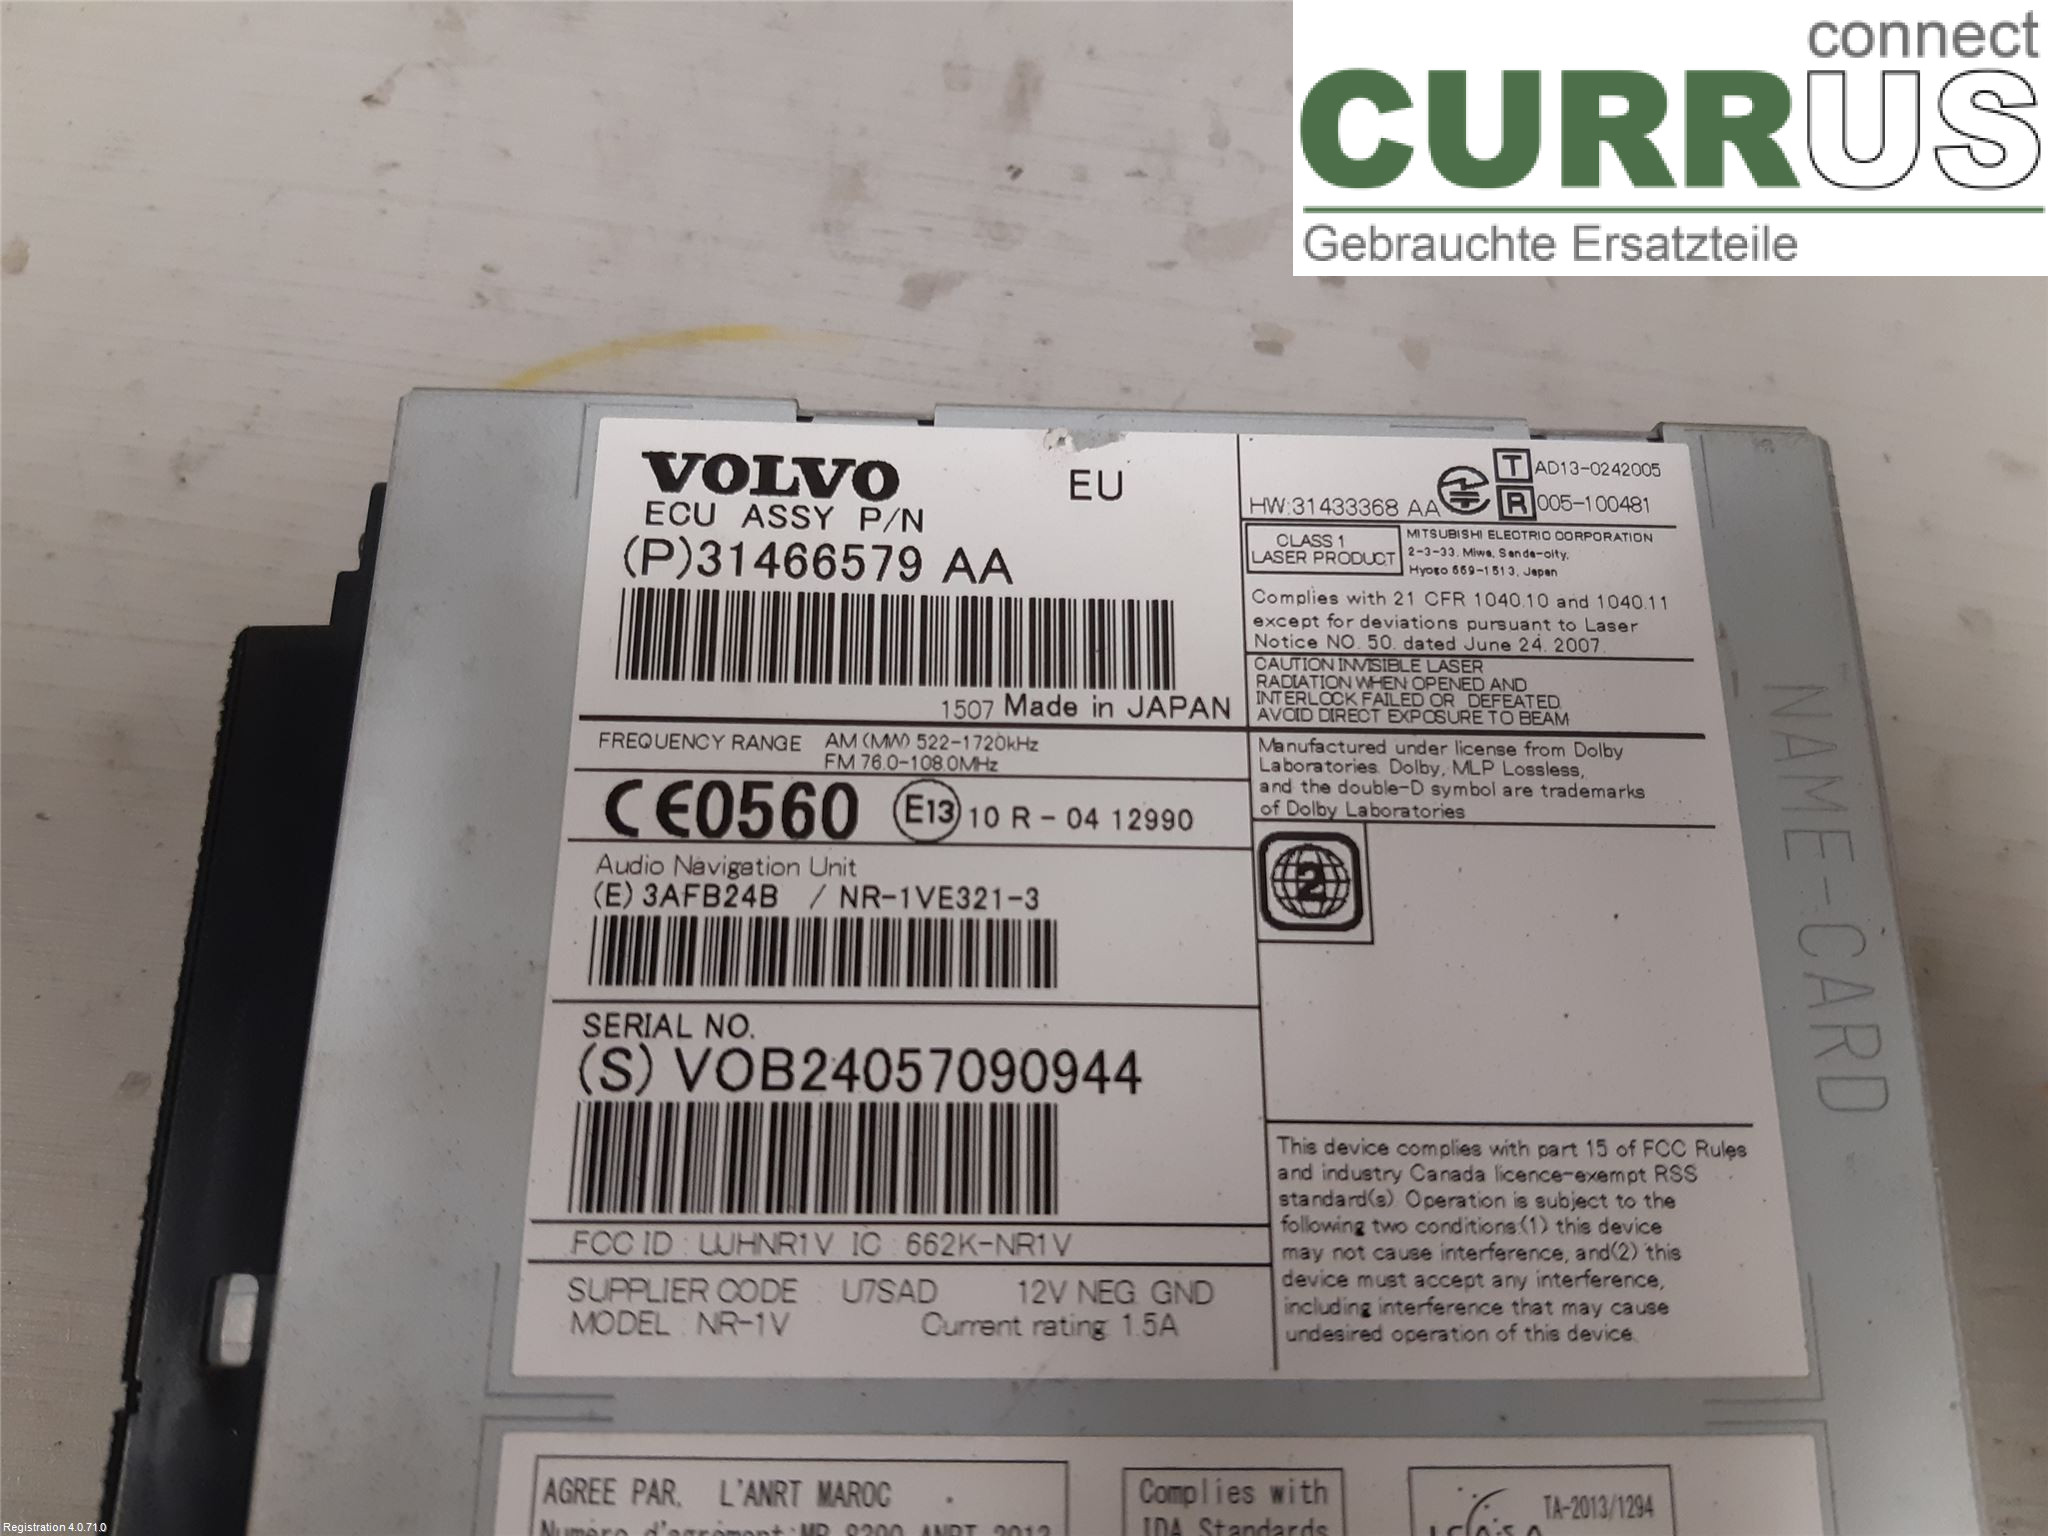 connect
CURRUS
Gebrauchte Ersatzteile
VOLVO
EU
ECU ASSY P/N
(P)31466579 AA
1507 Made in JAPAN
FREQUENCY RANGE AM (MW) 522-1720kHz
FM 76.0-108.0MHz
CE0560 E13 10 R - 04 12990
Audio Navigation Unit
(E) 3AFB24B / NR-1VE321-3
SERIAL NO.
(S) VOB24057090944
FCC ID : UJHNR1V IC : 662K-NR1V
SUPPLIER CODE : U7SAD 12V NEG. GND
MODEL : NR-1V Current rating: 1.5A
T AD13-0242005
HW:31433368 AA R 005-100481
CLASS 1
LASER PRODUCT
MITSUBISHI ELECTRIC CORPORATION
2-3-33, Miwa, Sanda-city,
Hyogo 669-1513, Japan
Complies with 21 CFR 1040.10 and 1040.11
except for deviations pursuant to Laser
Notice NO. 50, dated June 24, 2007.
CAUTION INVISIBLE LASER
RADIATION WHEN OPENED AND
INTERLOCK FAILED OR DEFEATED.
AVOID DIRECT EXPOSURE TO BEAM
Manufactured under license from Dolby
Laboratories. Dolby, MLP Lossless,
and the double-D symbol are trademarks
of Dolby Laboratories
2
This device complies with part 15 of FCC Rules
and industry Canada licence-exempt RSS
standard(s). Operation is subject to the
following two conditions:(1) this device
may not cause interference, and(2) this
device must accept any interference,
including interference that may cause
undesired operation of this device.
NAME-CARD
AGREE PAR. L'ANRT MAROC
Numéro d'agrément:MR 8200 ANRT 2013
Complies with
IDA Standards
TA-2013/1294
ICASA
Registration 4.0.71.0